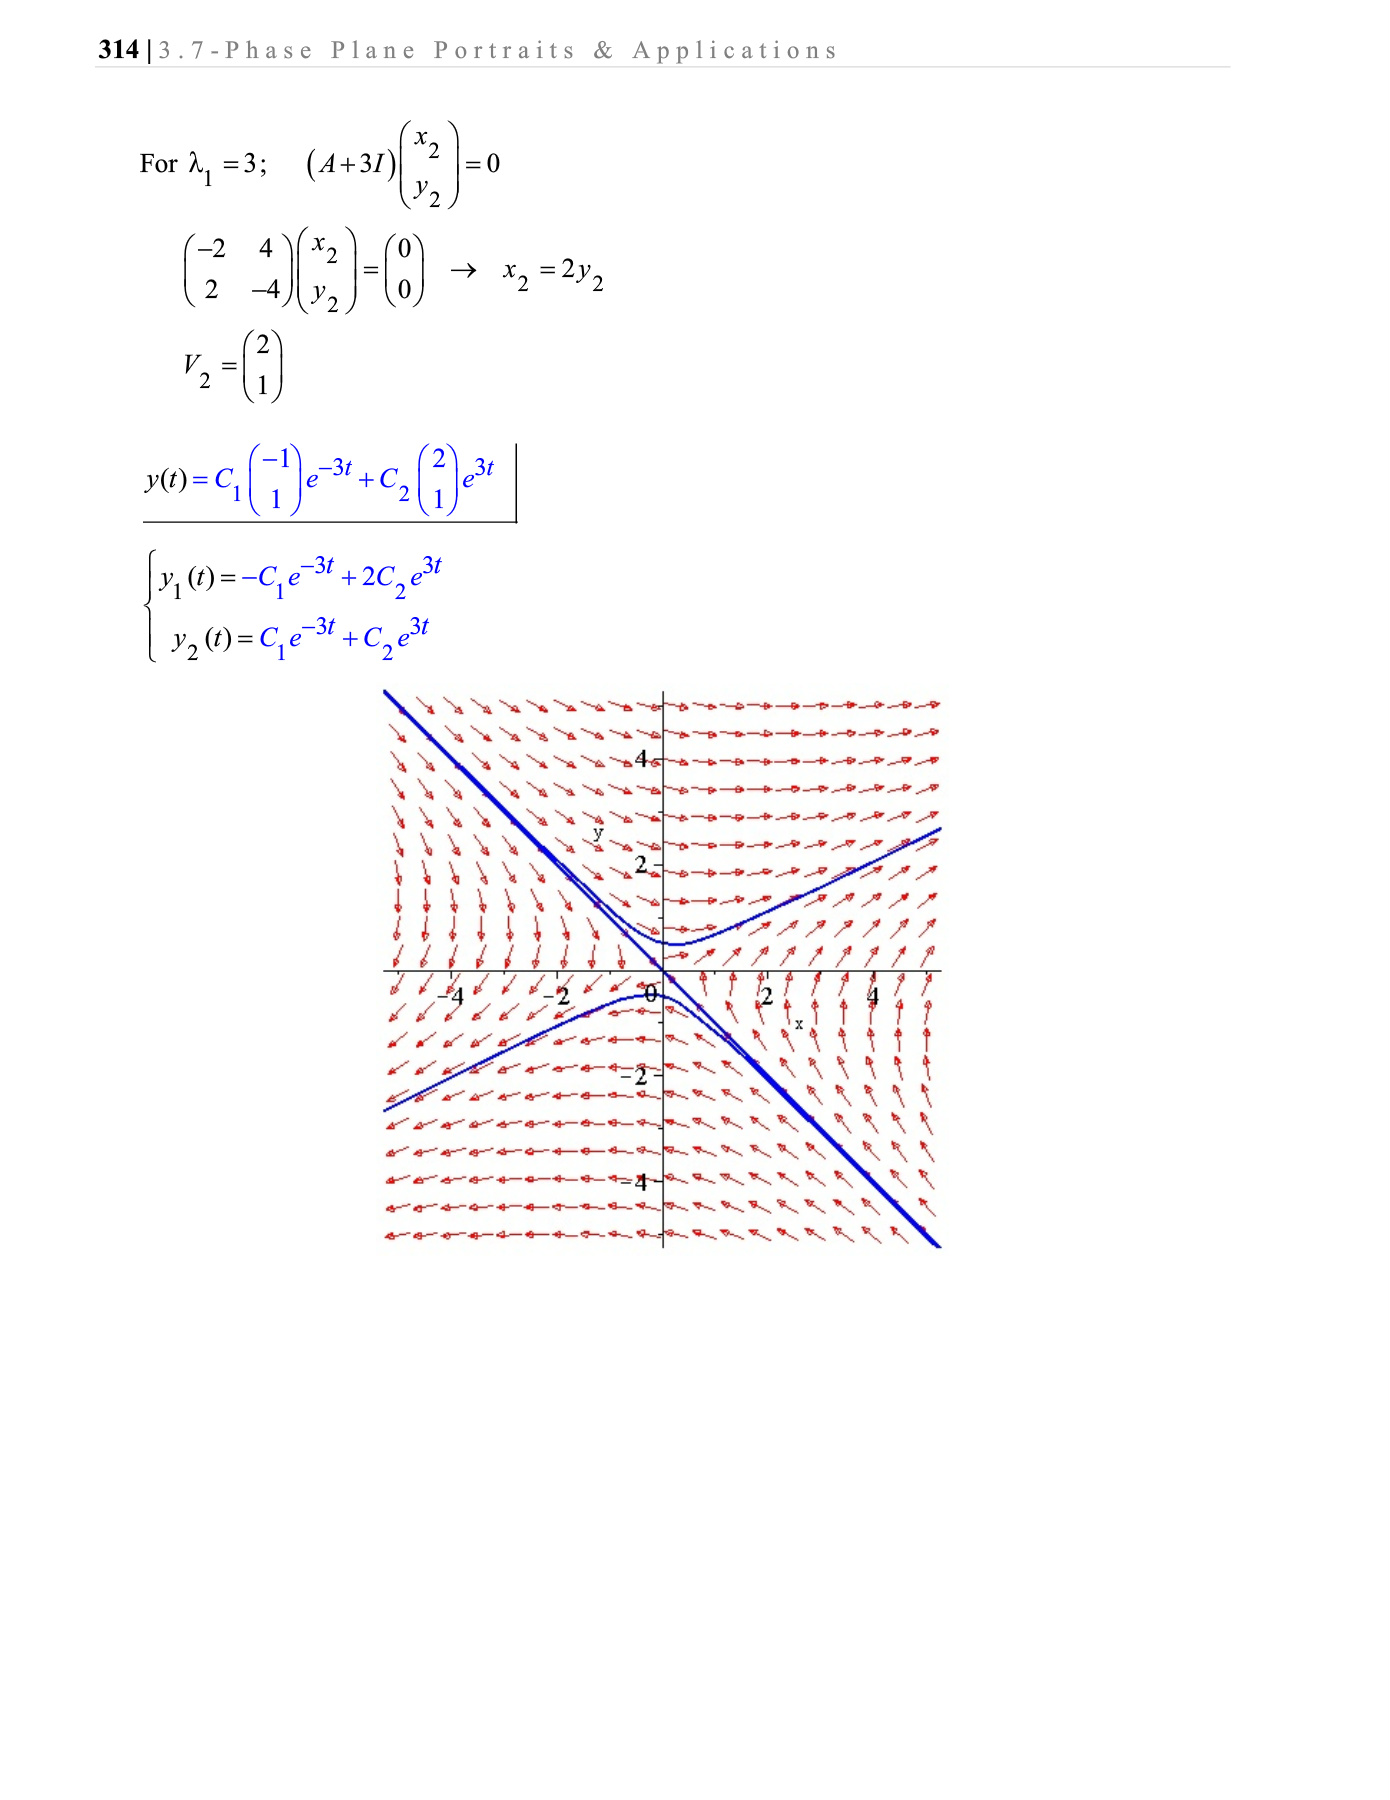 314 | 3.7-Phase Plane Portraits & Applications
For λ₁ = 3; (A+3I)(x₂ y₂) = 0
(−2 4 2 −4)(x₂ y₂) = (0 0) → x₂ = 2y₂
V₂ = (2 1)
y(t) = C₁(−1 1)e^−3t + C₂(2 1)e^3t
{ y₁(t) = −C₁e^−3t + 2C₂e^3t
y₂(t) = C₁e^−3t + C₂e^3t
4
y
2
−4 −2 0 2 4
x
−2
−4